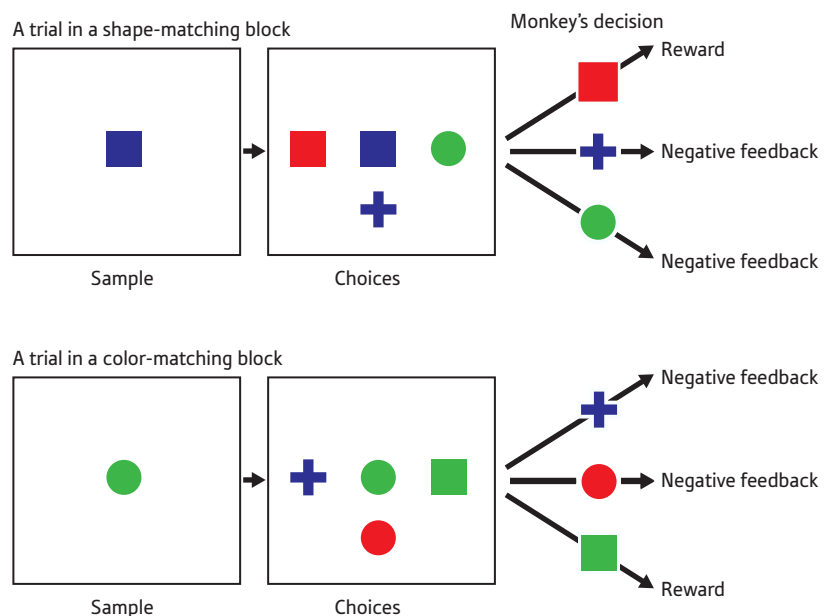 A trial in a shape-matching block
Monkey's decision
Reward
Negative feedback
Negative feedback
Sample
Choices
A trial in a color-matching block
Negative feedback
Negative feedback
Reward
Sample
Choices